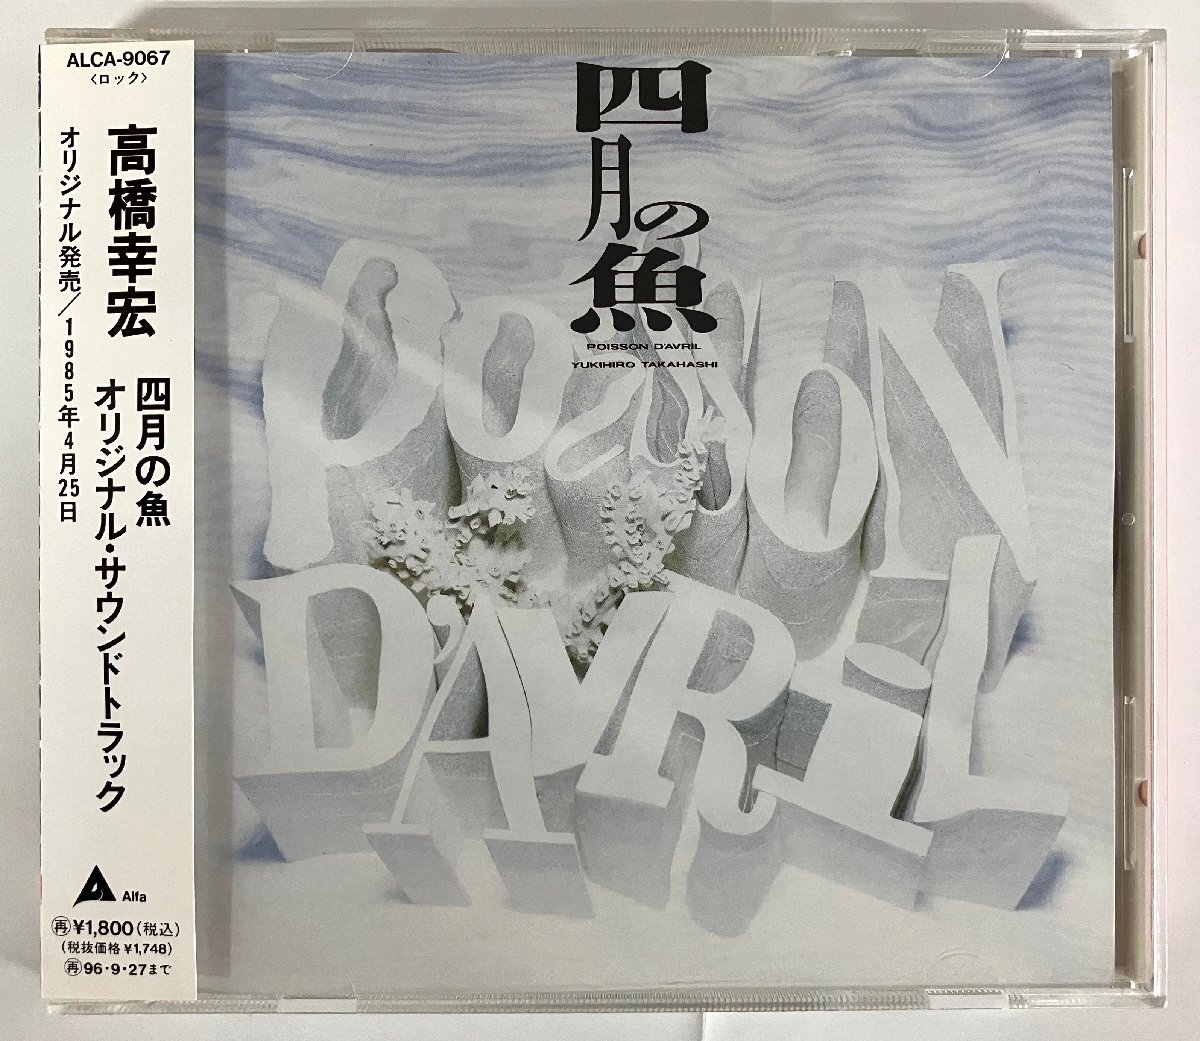 ALCA-9067
〈ロック〉
高橋幸宏
四月の魚
オリジナル・サウンドトラック
オリジナル発売/1985年4月25日
Alfa
再¥1,800(税込)
(税抜価格¥1,748)
再96・9・27まで
四月の魚
POISSON D'AVRIL
YUKIHIRO TAKAHASHI
POiSSON
D'AVRiL